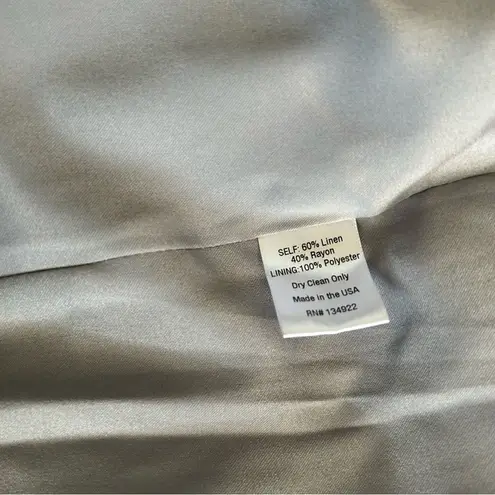 SELF: 60% Linen
40% Rayon
LINING:100% Polyester
Dry Clean Only
Made in the USA
RN# 134922